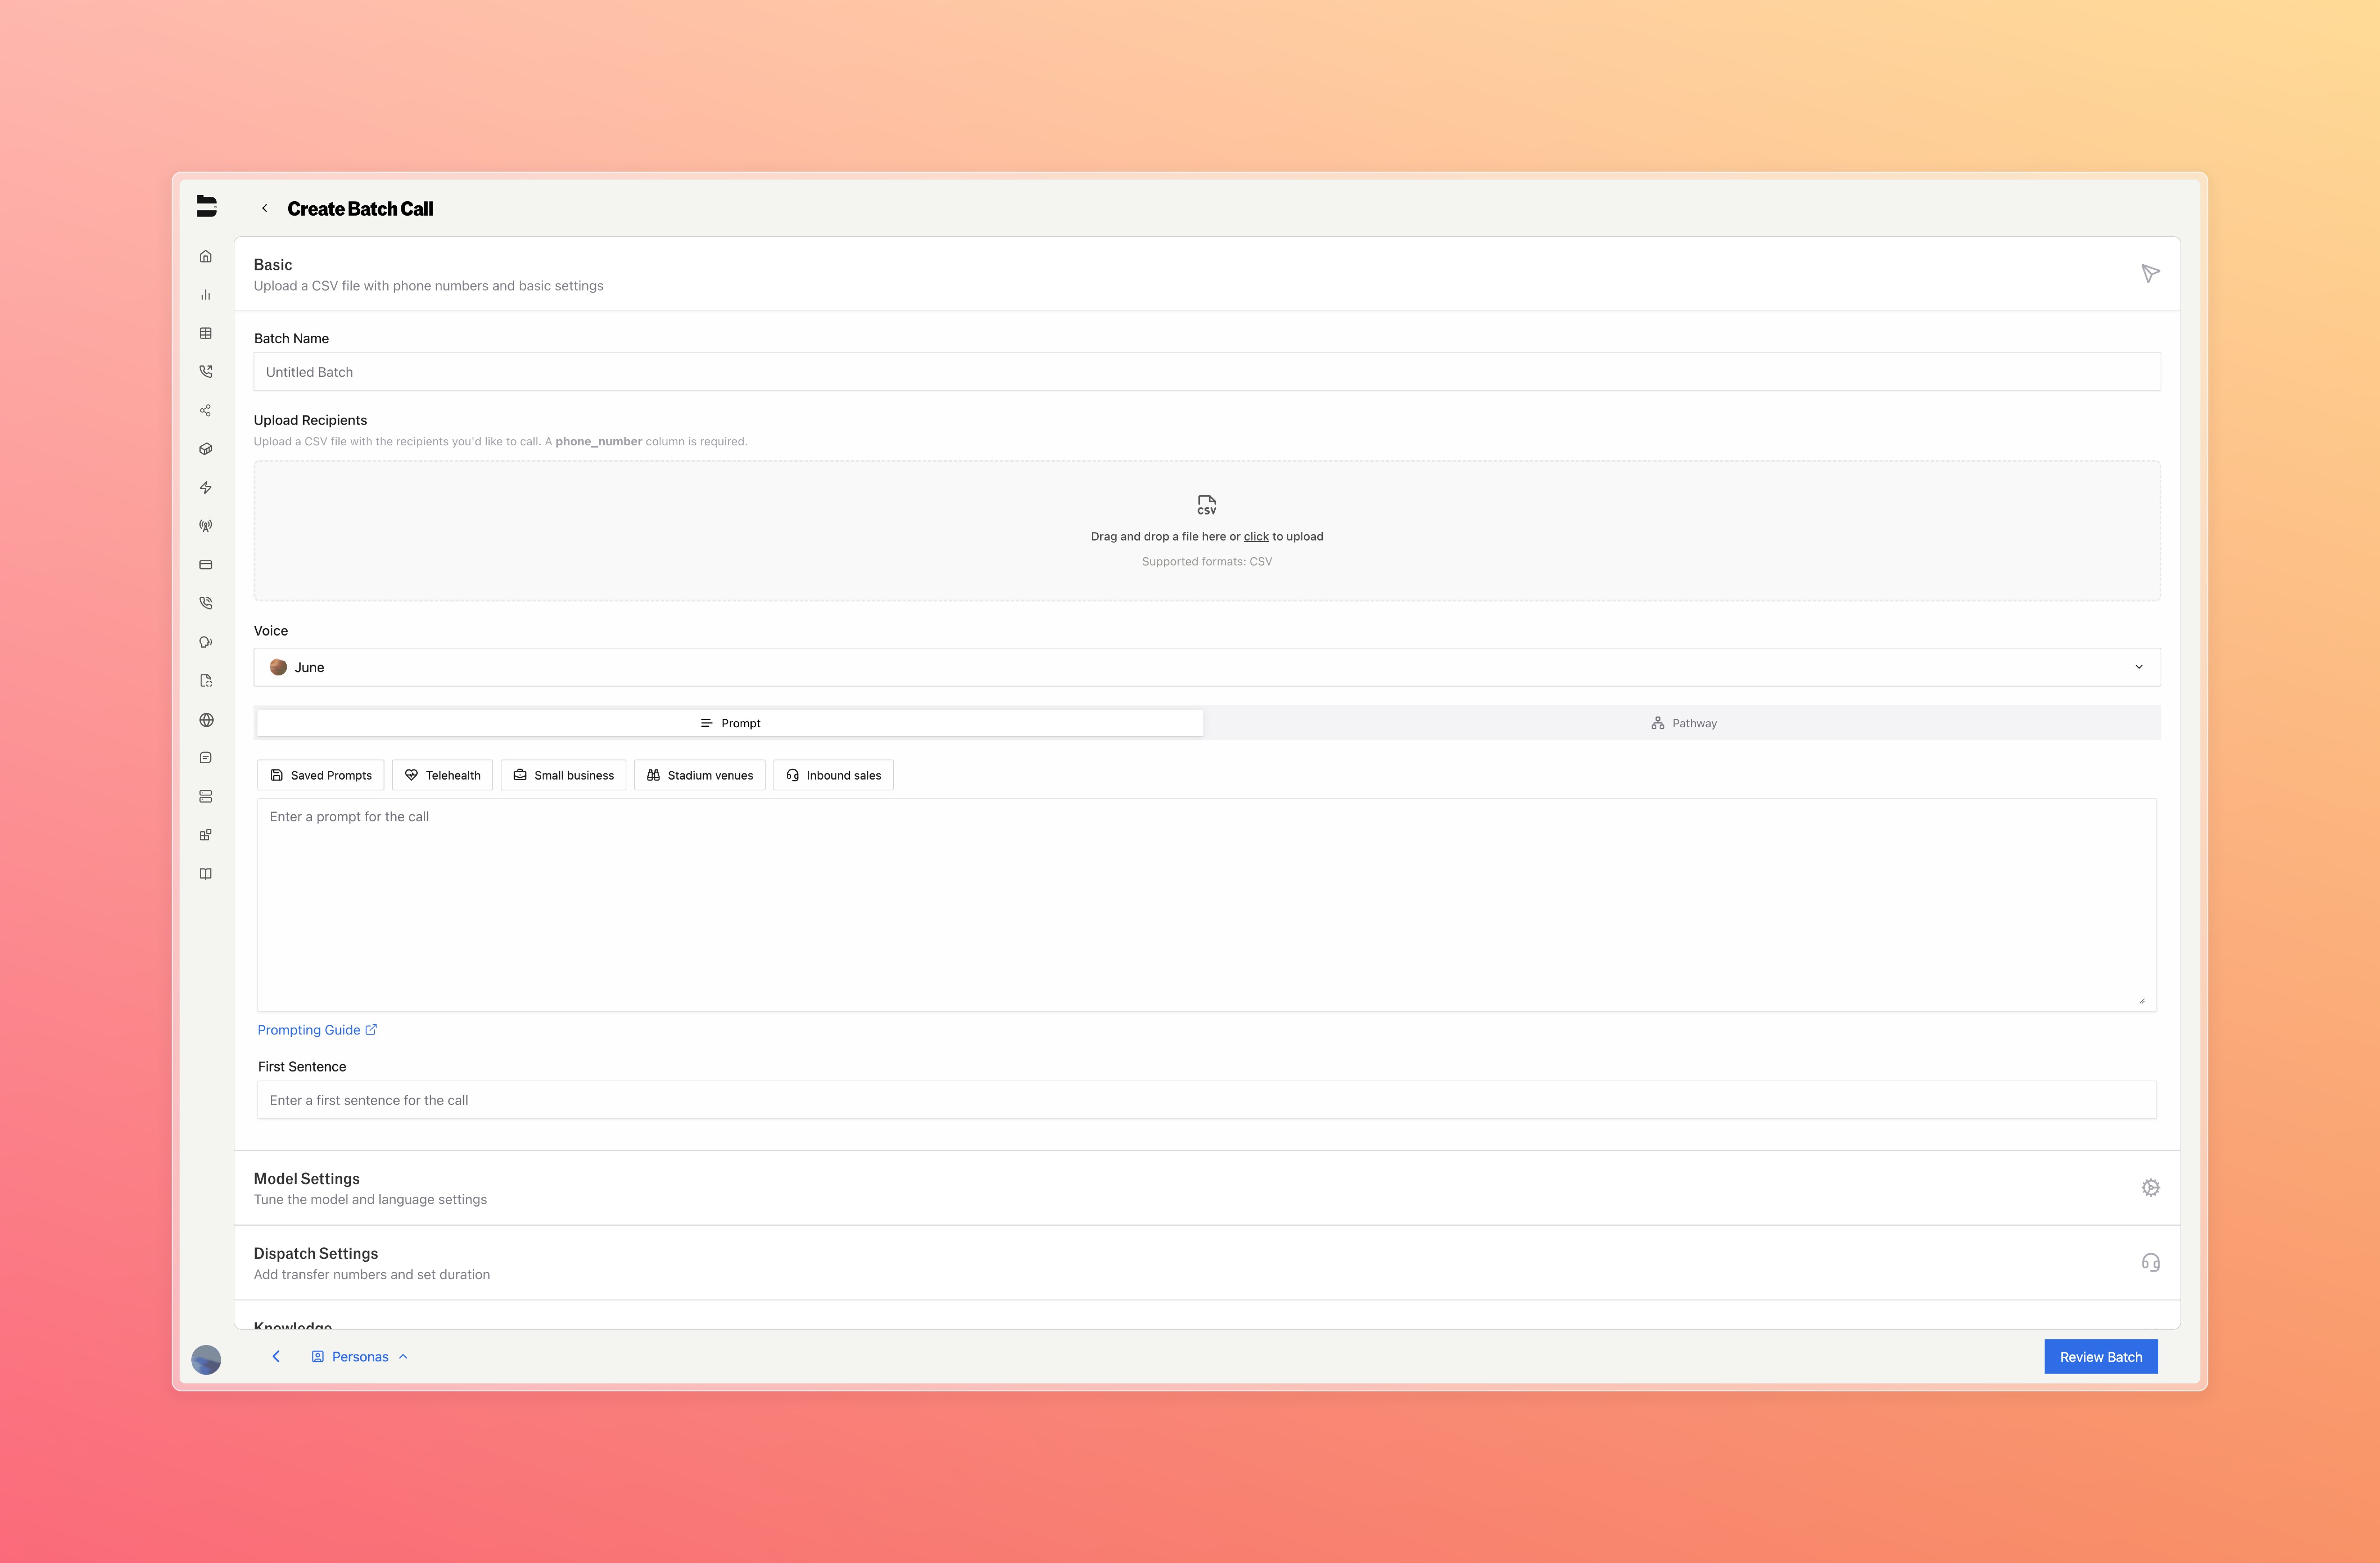 Create Batch Call
Basic
Upload a CSV file with phone numbers and basic settings
Batch Name
Untitled Batch
Upload Recipients
Upload a CSV file with the recipients you'd like to call. A phone_number column is required.
CSV
Drag and drop a file here or click to upload
Supported formats: CSV
Voice
June
Prompt
Pathway
Saved Prompts
Telehealth
Small business
Stadium venues
Inbound sales
Enter a prompt for the call
Prompting Guide
First Sentence
Enter a first sentence for the call
Model Settings
Tune the model and language settings
Dispatch Settings
Add transfer numbers and set duration
Knowledge
Personas
Review Batch